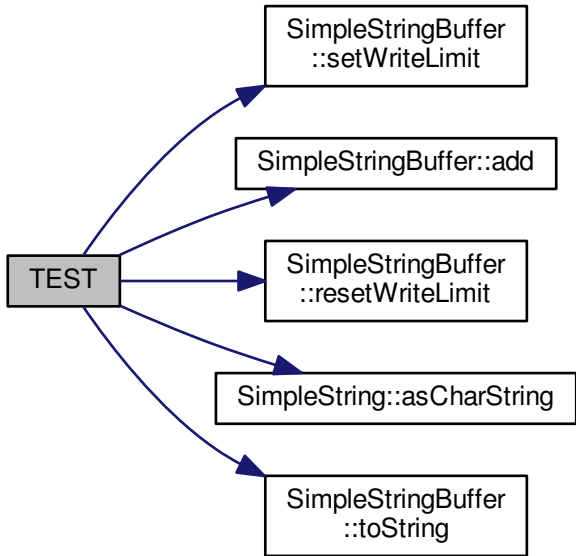 SimpleStringBuffer
::setWriteLimit
SimpleStringBuffer::add
TEST
SimpleStringBuffer
::resetWriteLimit
SimpleString::asCharString
SimpleStringBuffer
::toString